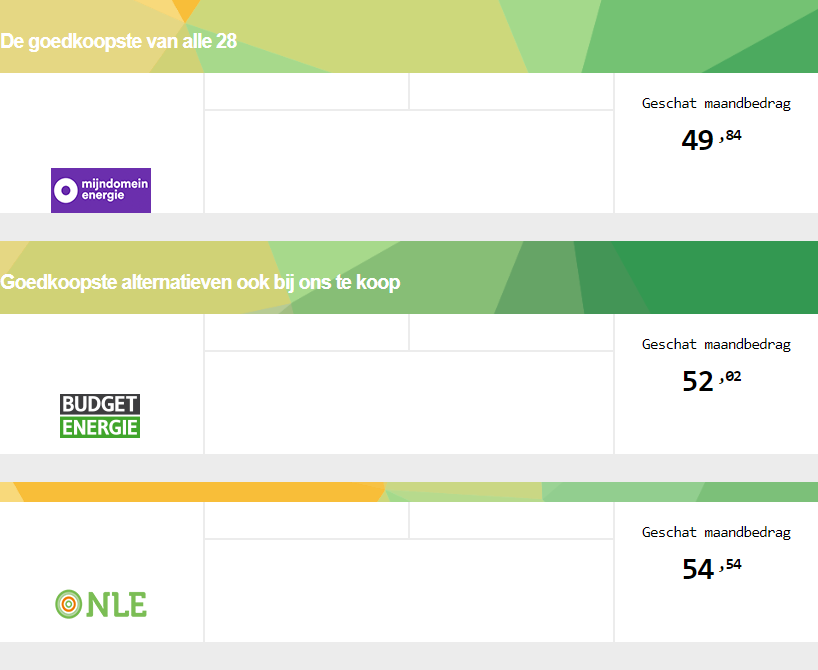 De goedkoopste van alle 28
Geschat maandbedrag
49 ,84
mijndomein
energie
Goedkoopste alternatieven ook bij ons te koop
Geschat maandbedrag
52 ,02
BUDGET
ENERGIE
Geschat maandbedrag
54 ,54
NLE